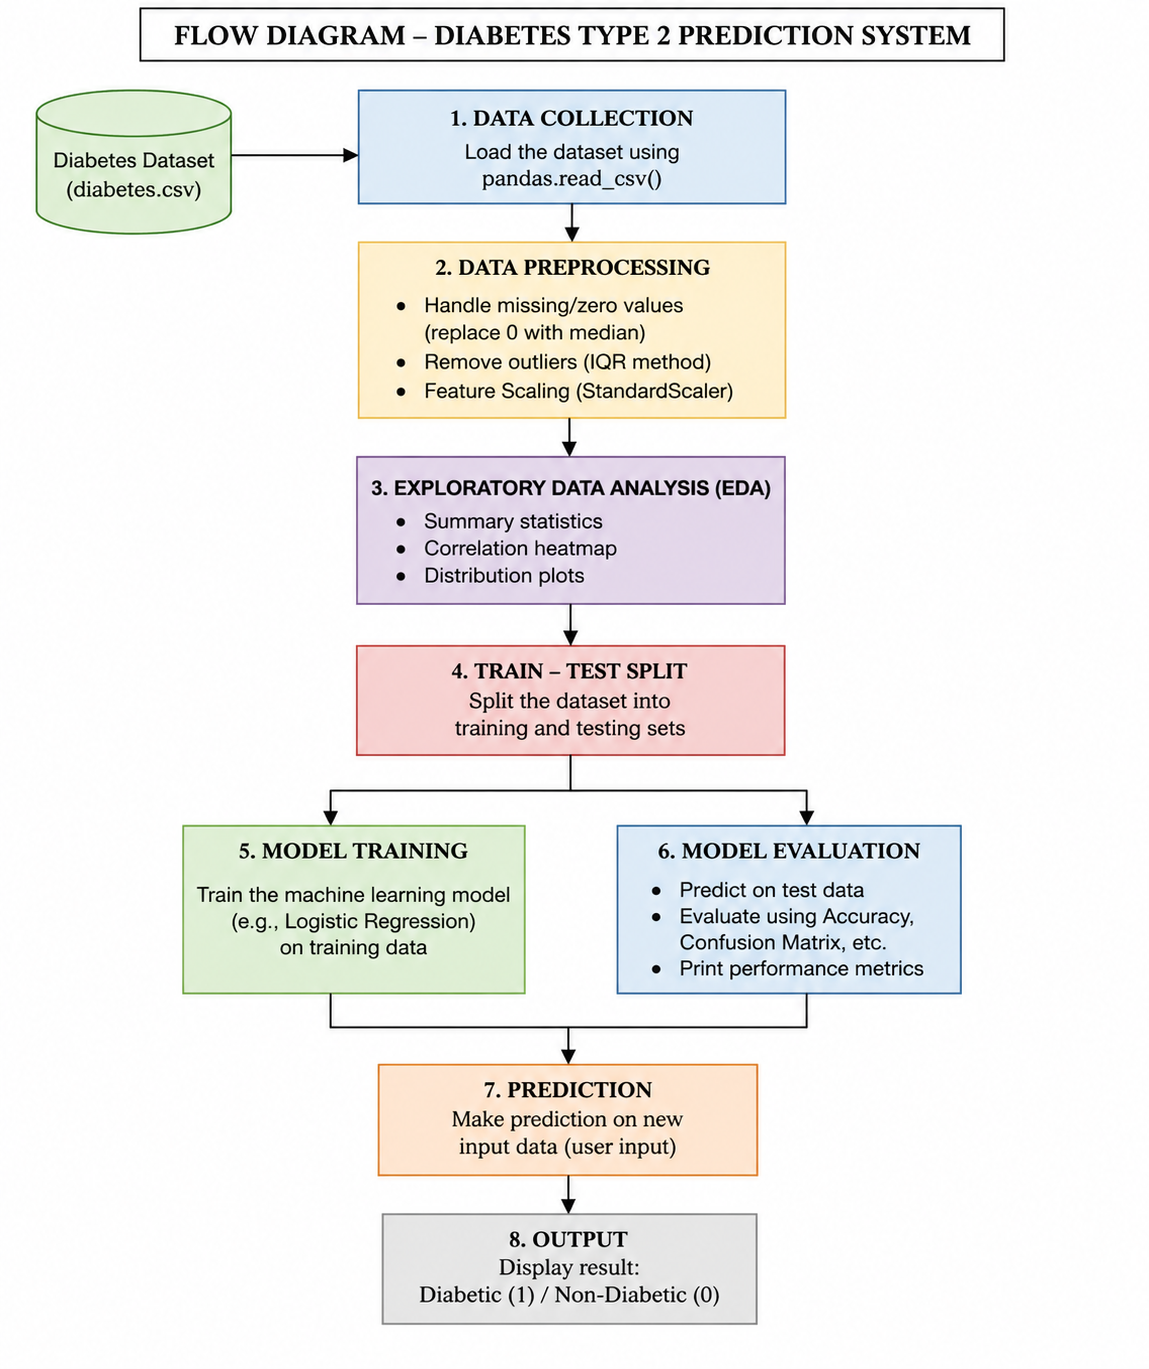 FLOW DIAGRAM – DIABETES TYPE 2 PREDICTION SYSTEM
Diabetes Dataset
(diabetes.csv)
1. DATA COLLECTION
Load the dataset using
pandas.read_csv()
2. DATA PREPROCESSING
● Handle missing/zero values
(replace 0 with median)
● Remove outliers (IQR method)
● Feature Scaling (StandardScaler)
3. EXPLORATORY DATA ANALYSIS (EDA)
● Summary statistics
● Correlation heatmap
● Distribution plots
4. TRAIN – TEST SPLIT
Split the dataset into
training and testing sets
5. MODEL TRAINING
Train the machine learning model
(e.g., Logistic Regression)
on training data
6. MODEL EVALUATION
● Predict on test data
● Evaluate using Accuracy,
Confusion Matrix, etc.
● Print performance metrics
7. PREDICTION
Make prediction on new
input data (user input)
8. OUTPUT
Display result:
Diabetic (1) / Non-Diabetic (0)